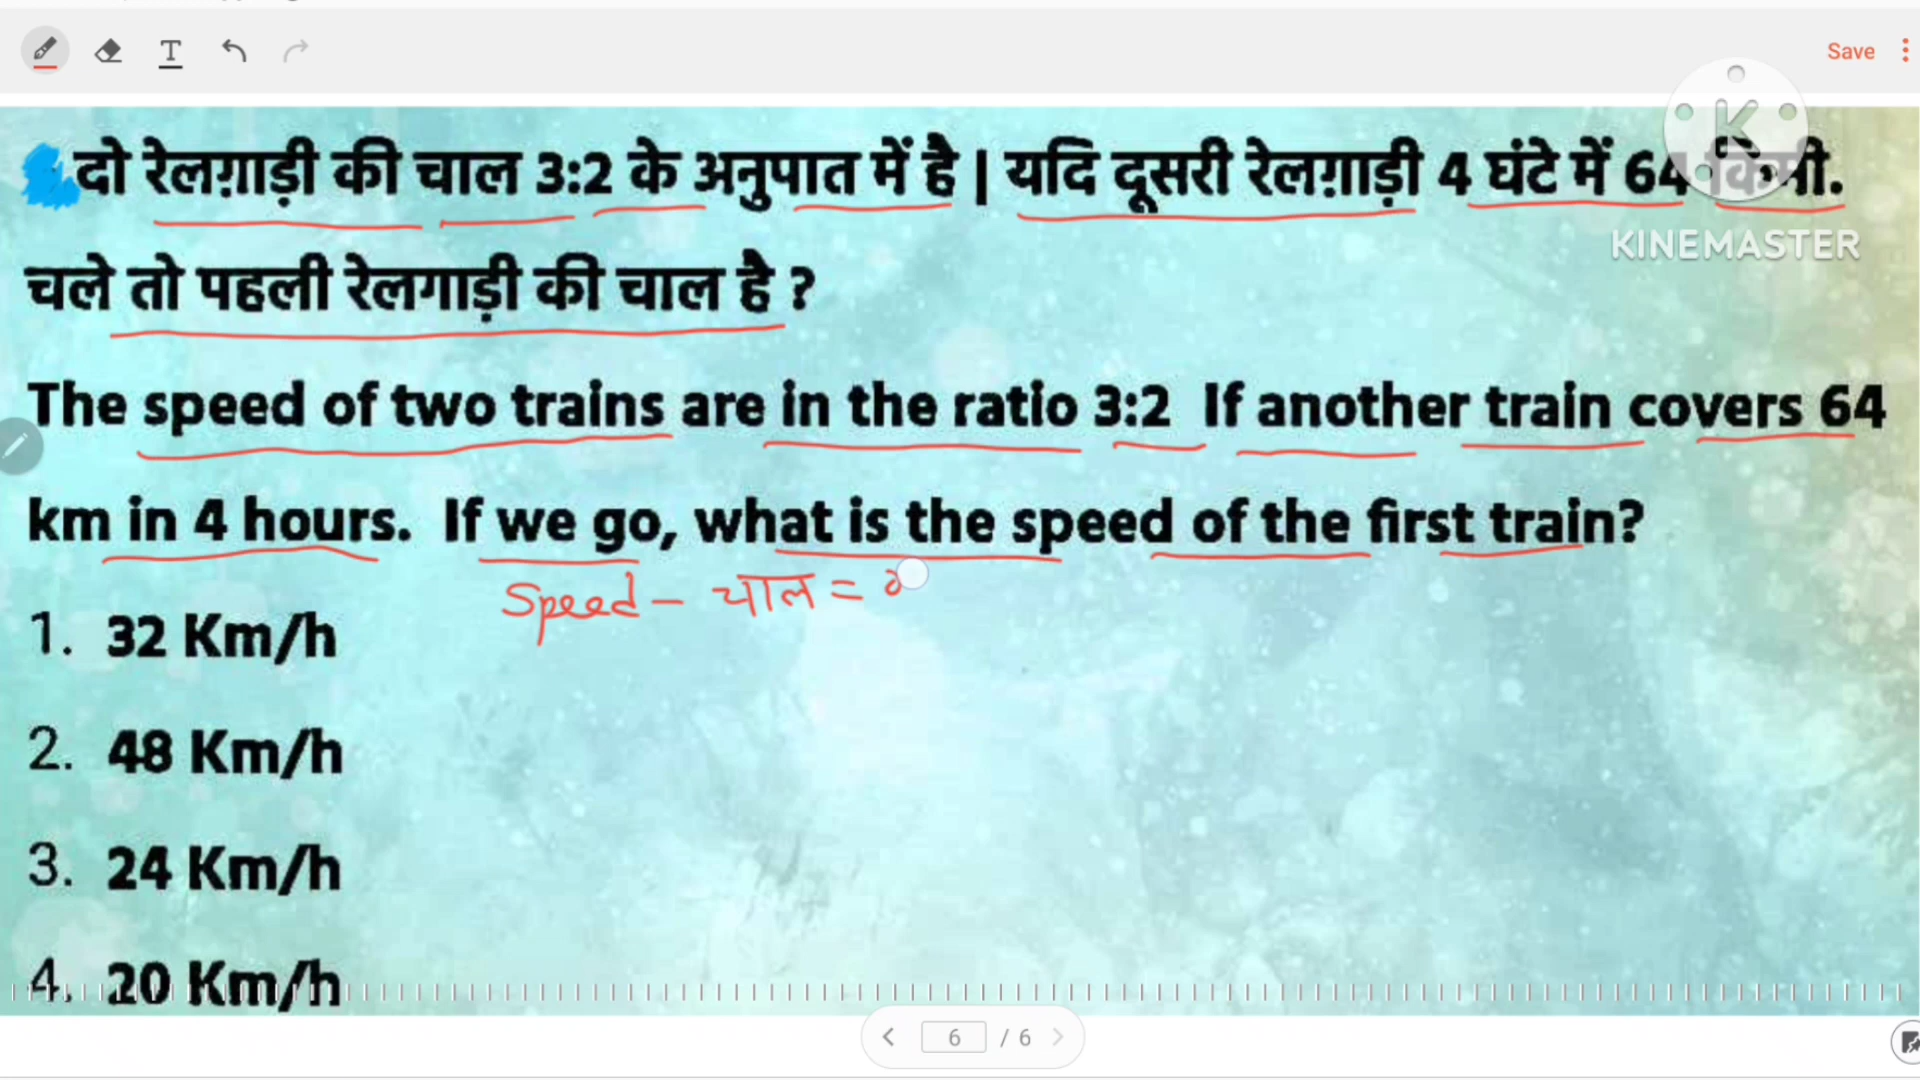 Save
दो रेलग़ाड़ी की चाल 3:2 के अनुपात में है | यदि दूसरी रेलग़ाड़ी 4 घंटे में 64 किमी.
KINEMASTER
चले तो पहली रेलगाड़ी की चाल है ?
The speed of two trains are in the ratio 3:2 If another train covers 64
km in 4 hours. If we go, what is the speed of the first train?
Speed – चाल =
1. 32 Km/h
2. 48 Km/h
3. 24 Km/h
4. 20 Km/h
6 / 6